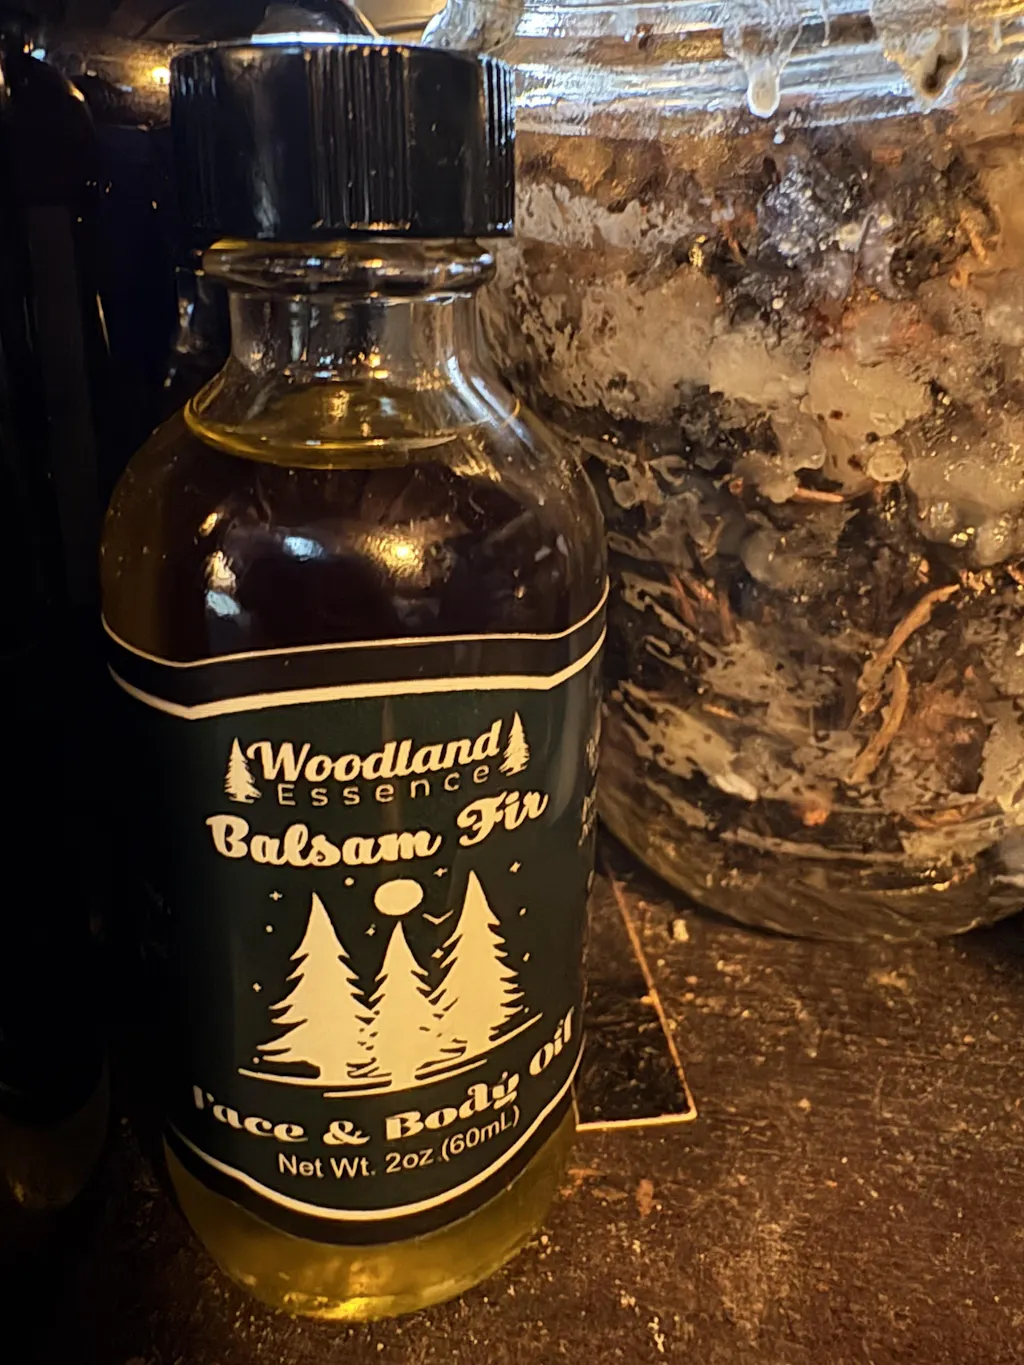 Woodland
Essence
Balsam Fir
Face & Body Oil
Net Wt. 2oz (60mL)